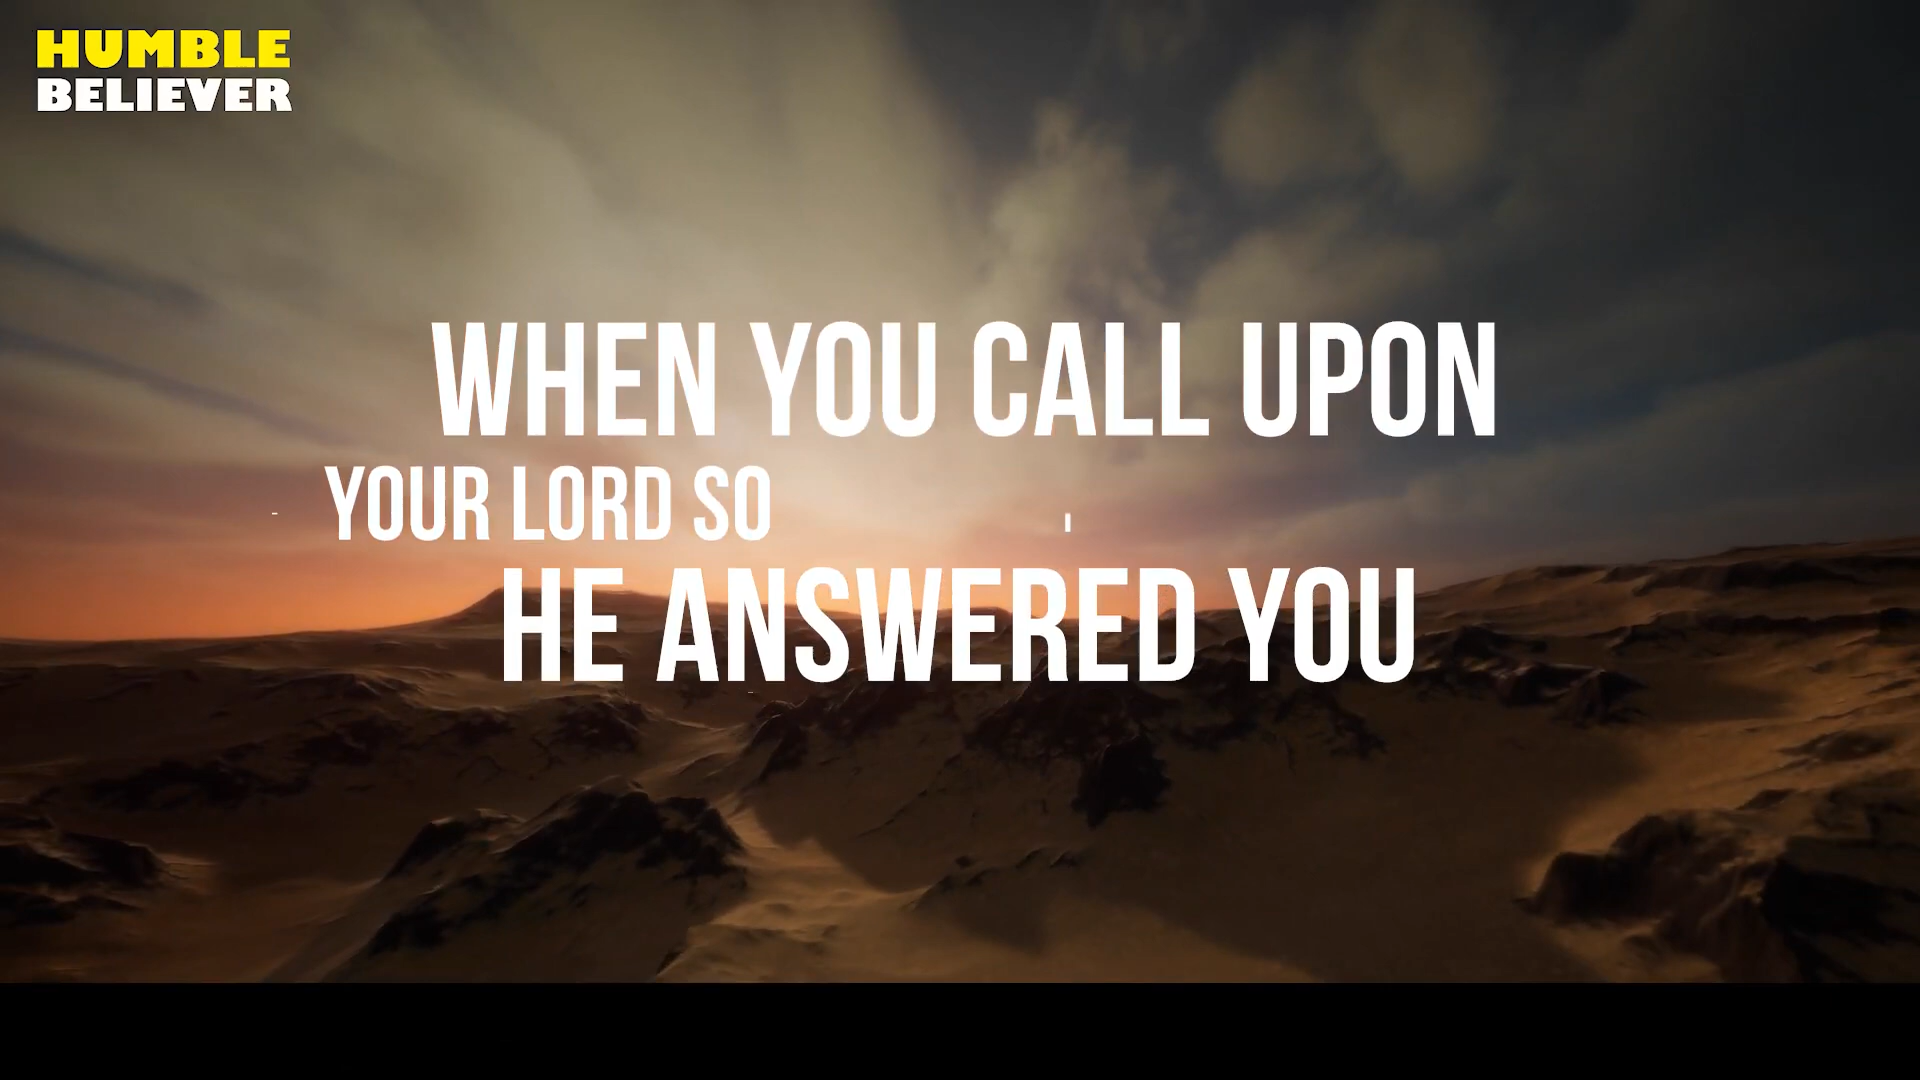 HUMBLE
BELIEVER
WHEN YOU CALL UPON
YOUR LORD SO
HE ANSWERED YOU